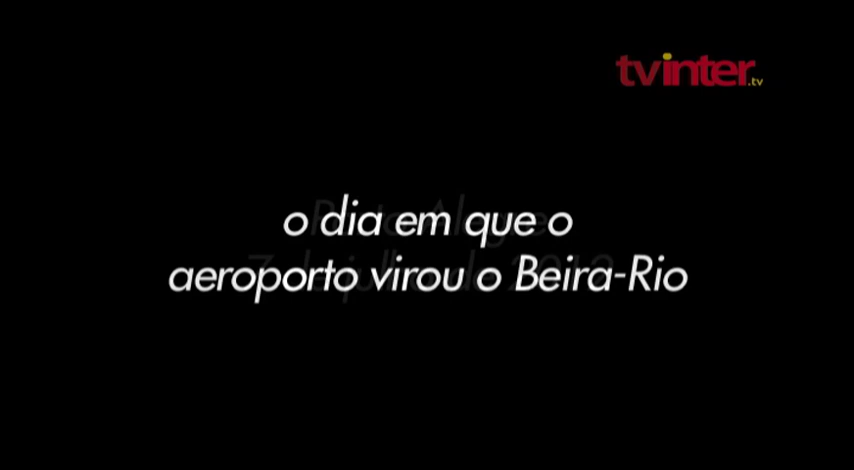 tvinter.tv
o dia em que o
aeroporto virou o Beira-Rio